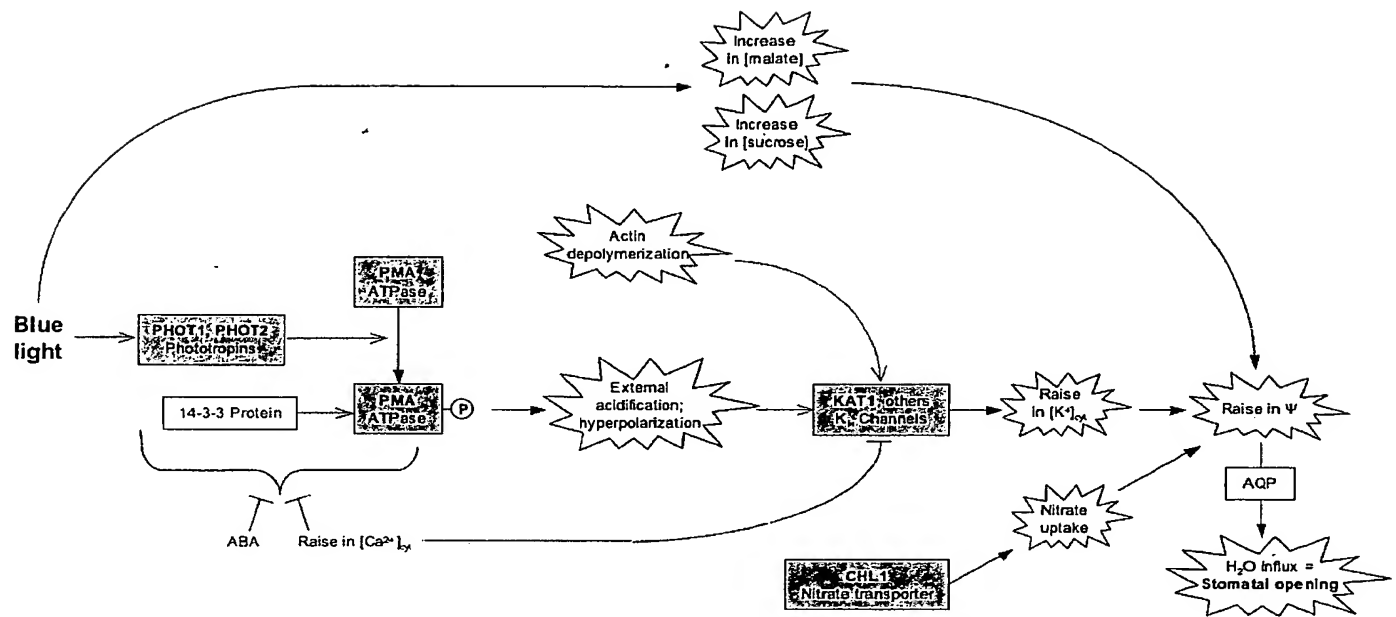 Increase
in [malate]
Increase
in [sucrose]
Actin
depolymerization
PMA
ATPase
Blue
light
PHOT1, PHOT2
Phototropins
14-3-3 Protein
PMA
ATPase
P
External
acidification;
hyperpolarization
KAT1, others
K⁺ Channels
Raise
in [K⁺]cyt
Raise in Ψ
AQP
Nitrate
uptake
ABA
Raise in [Ca²⁺]cyt
CHL1
Nitrate transporter
H₂O influx =
Stomatal opening